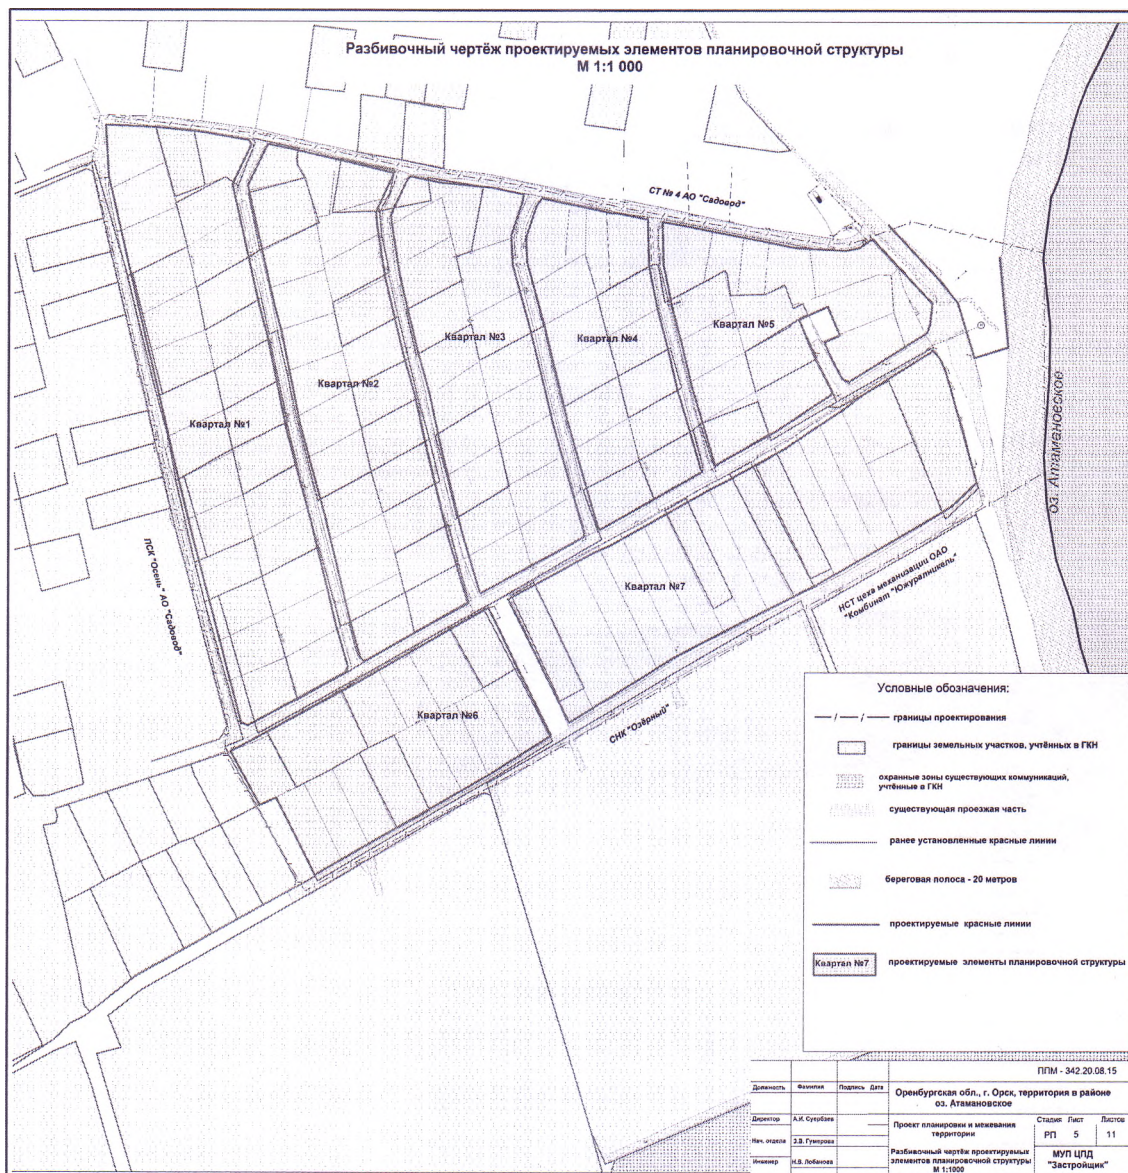 Разбивочный чертёж проектируемых элементов планировочной структуры
М 1:1 000
СТ № 4 АО "Садовод"
Квартал №5
Квартал №3
Квартал №4
Квартал №2
Квартал №1
оз. Атамановское
ПСК "Осень" АО "Садовод"
Квартал №7
НСТ цеха механизации ОАО
"Комбинат "Южуралникель"
СНК "Озёрный"
Квартал №6
Условные обозначения:
границы проектирования
границы земельных участков, учтённых в ГКН
охранные зоны существующих коммуникаций,
учтённые в ГКН
существующая проезжая часть
ранее установленные красные линии
береговая полоса - 20 метров
проектируемые красные линии
Квартал №7 проектируемые элементы планировочной структуры
ППМ - 342.20.08.15
Должность Фамилия Подпись Дата
Оренбургская обл., г. Орск, территория в районе
оз. Атамановское
Директор А.И.
Проект планировки и межевания
территории
Стадия Лист Листов
РП 5 11
Нач. отдела З.В. Гумерова
Инженер Н.В. Лобанова
Разбивочный чертёж проектируемых
элементов планировочной структуры
М 1:1000
МУП ЦПД
"Застройщик"